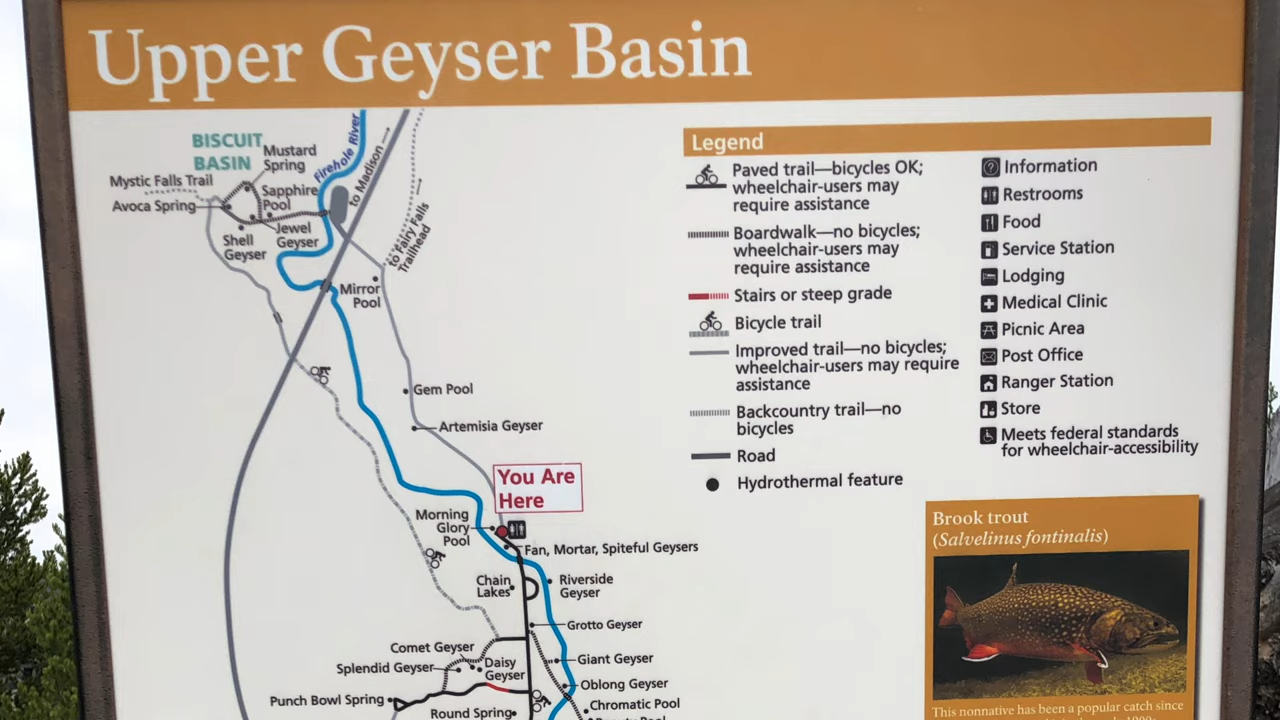 Upper Geyser Basin
BISCUIT
BASIN
Mustard
Spring
Firehole River
to Madison
Mystic Falls Trail
Sapphire
Pool
Avoca Spring
Jewel
Geyser
Shell
Geyser
to Fairy Falls
Trailhead
Mirror
Pool
Gem Pool
Artemisia Geyser
You Are
Here
Morning
Glory
Pool
Fan, Mortar, Spiteful Geysers
Chain
Lakes
Riverside
Geyser
Grotto Geyser
Comet Geyser
Splendid Geyser
Daisy
Geyser
Giant Geyser
Punch Bowl Spring
Oblong Geyser
Round Spring
Chromatic Pool
Legend
Paved trail—bicycles OK;
wheelchair-users may
require assistance
Boardwalk—no bicycles;
wheelchair-users may
require assistance
Stairs or steep grade
Bicycle trail
Improved trail—no bicycles;
wheelchair-users may require
assistance
Backcountry trail—no
bicycles
Road
Hydrothermal feature
Information
Restrooms
Food
Service Station
Lodging
Medical Clinic
Picnic Area
Post Office
Ranger Station
Store
Meets federal standards
for wheelchair-accessibility
Brook trout
(Salvelinus fontinalis)
This nonnative has been a popular catch since